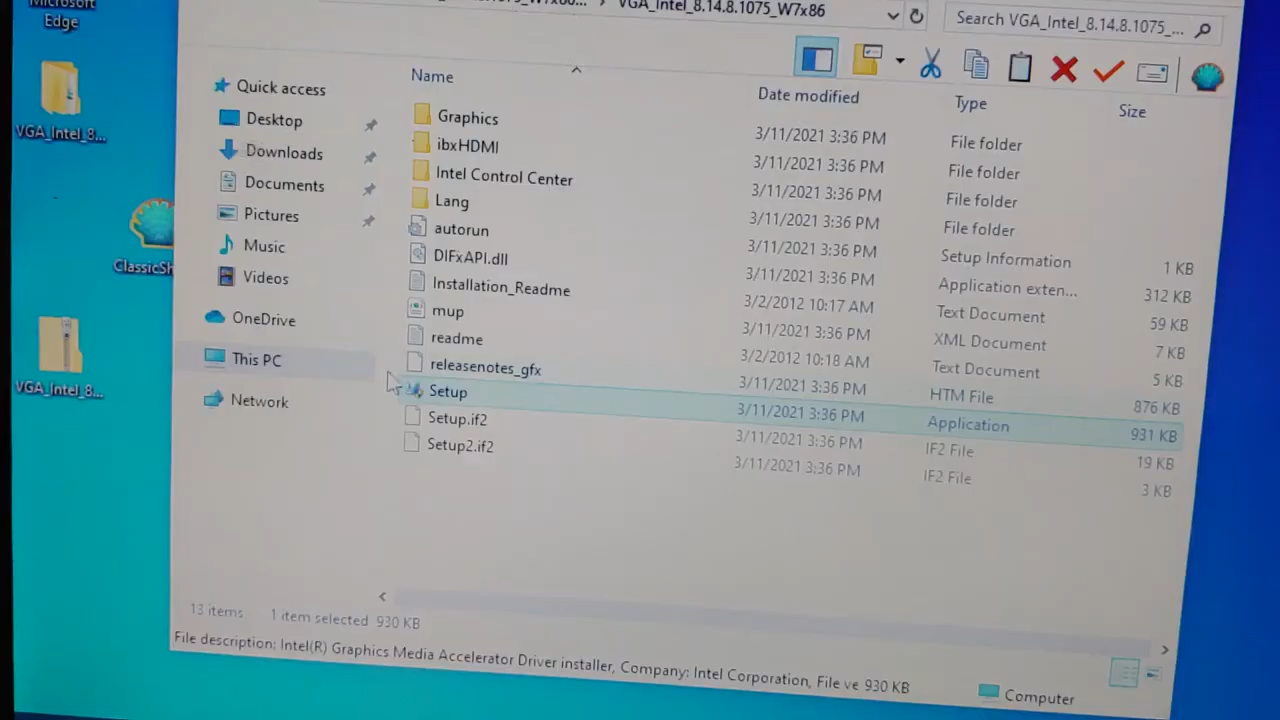 Microsoft
Edge
VGA_Intel_8...
ClassicSh
VGA_Intel_8...
VGA_Intel_8.14.8.1075_W7x86
Search VGA_Intel_8.14.8.1075_...
Quick access
Desktop
Downloads
Documents
Pictures
Music
Videos
OneDrive
This PC
Network
Name Date modified Type Size
Graphics 3/11/2021 3:36 PM File folder
ibxHDMI 3/11/2021 3:36 PM File folder
Intel Control Center 3/11/2021 3:36 PM File folder
Lang 3/11/2021 3:36 PM File folder
autorun 3/11/2021 3:36 PM Setup Information 1 KB
DIFxAPI.dll 3/11/2021 3:36 PM Application exten... 312 KB
Installation_Readme 3/2/2012 10:17 AM Text Document 59 KB
mup 3/11/2021 3:36 PM XML Document 7 KB
readme 3/2/2012 10:18 AM Text Document 5 KB
releasenotes_gfx 3/11/2021 3:36 PM HTM File 876 KB
Setup 3/11/2021 3:36 PM Application 931 KB
Setup.if2 3/11/2021 3:36 PM IF2 File 19 KB
Setup2.if2 3/11/2021 3:36 PM IF2 File 3 KB
13 items 1 item selected 930 KB
File description: Intel(R) Graphics Media Accelerator Driver installer, Company: Intel Corporation, File ve 930 KB
Computer